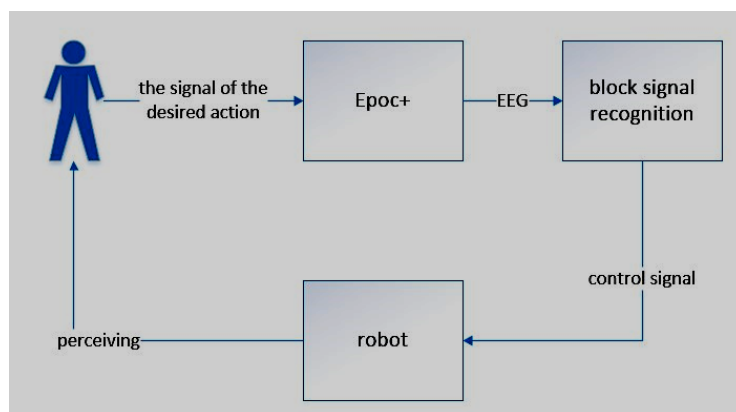 the signal of the
desired action
Epoc+
EEG
block signal
recognition
control signal
robot
perceiving